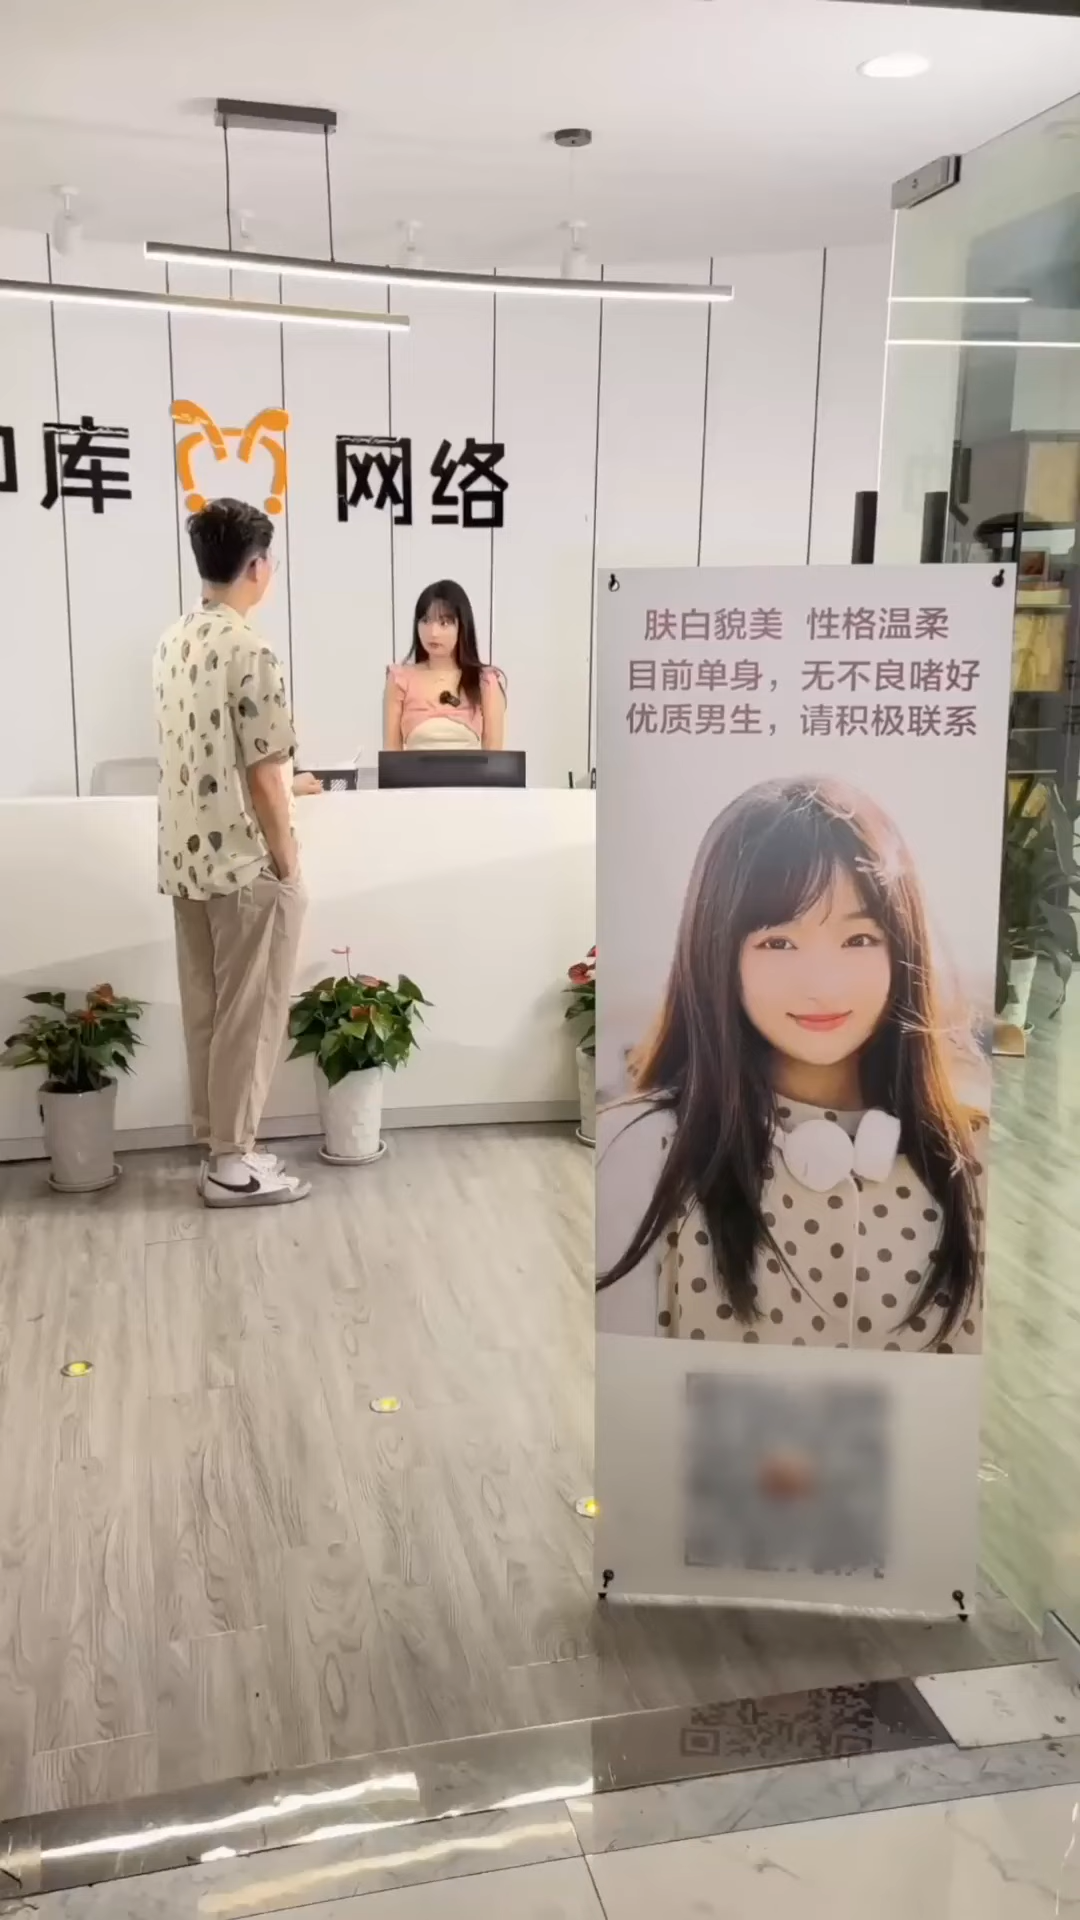 库 网络
肤白貌美 性格温柔
目前单身，无不良嗜好
优质男生，请积极联系